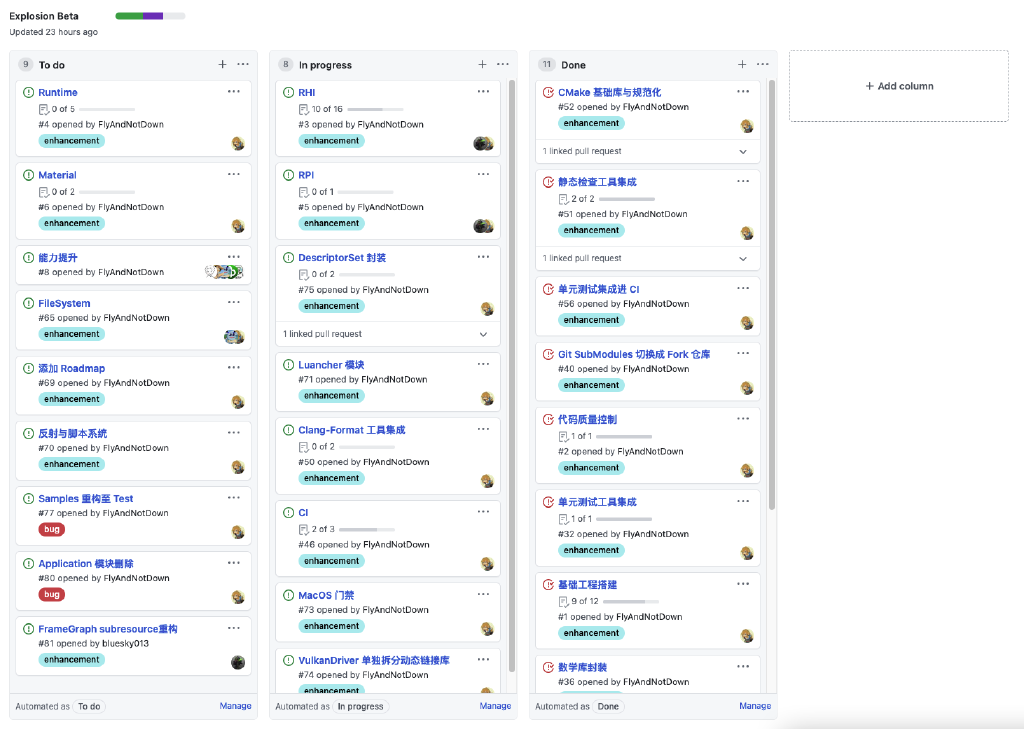 Explosion Beta
Updated 23 hours ago
9 To do
Runtime
0 of 5
#4 opened by FlyAndNotDown
enhancement
Material
0 of 2
#6 opened by FlyAndNotDown
enhancement
能力提升
#8 opened by FlyAndNotDown
FileSystem
#65 opened by FlyAndNotDown
enhancement
添加 Roadmap
#69 opened by FlyAndNotDown
enhancement
反射与脚本系统
#70 opened by FlyAndNotDown
enhancement
Samples 重构至 Test
#77 opened by FlyAndNotDown
bug
Application 模块删除
#80 opened by FlyAndNotDown
bug
FrameGraph subresource重构
#81 opened by bluesky013
enhancement
Automated as To do Manage
8 In progress
RHI
10 of 16
#3 opened by FlyAndNotDown
enhancement
RPI
0 of 1
#5 opened by FlyAndNotDown
enhancement
DescriptorSet 封装
0 of 2
#75 opened by FlyAndNotDown
enhancement
1 linked pull request
Luancher 模块
#71 opened by FlyAndNotDown
enhancement
Clang-Format 工具集成
0 of 2
#50 opened by FlyAndNotDown
enhancement
CI
2 of 3
#46 opened by FlyAndNotDown
enhancement
MacOS 门禁
#73 opened by FlyAndNotDown
enhancement
VulkanDriver 单独拆分动态链接库
#74 opened by FlyAndNotDown
enhancement
Automated as In progress Manage
11 Done
CMake 基础库与规范化
#52 opened by FlyAndNotDown
enhancement
1 linked pull request
静态检查工具集成
2 of 2
#51 opened by FlyAndNotDown
enhancement
1 linked pull request
单元测试集成进 CI
#56 opened by FlyAndNotDown
enhancement
Git SubModules 切换成 Fork 仓库
#40 opened by FlyAndNotDown
enhancement
代码质量控制
1 of 1
#2 opened by FlyAndNotDown
enhancement
单元测试工具集成
1 of 1
#32 opened by FlyAndNotDown
enhancement
基础工程搭建
9 of 12
#1 opened by FlyAndNotDown
enhancement
数学库封装
#36 opened by FlyAndNotDown
Automated as Done Manage
+ Add column